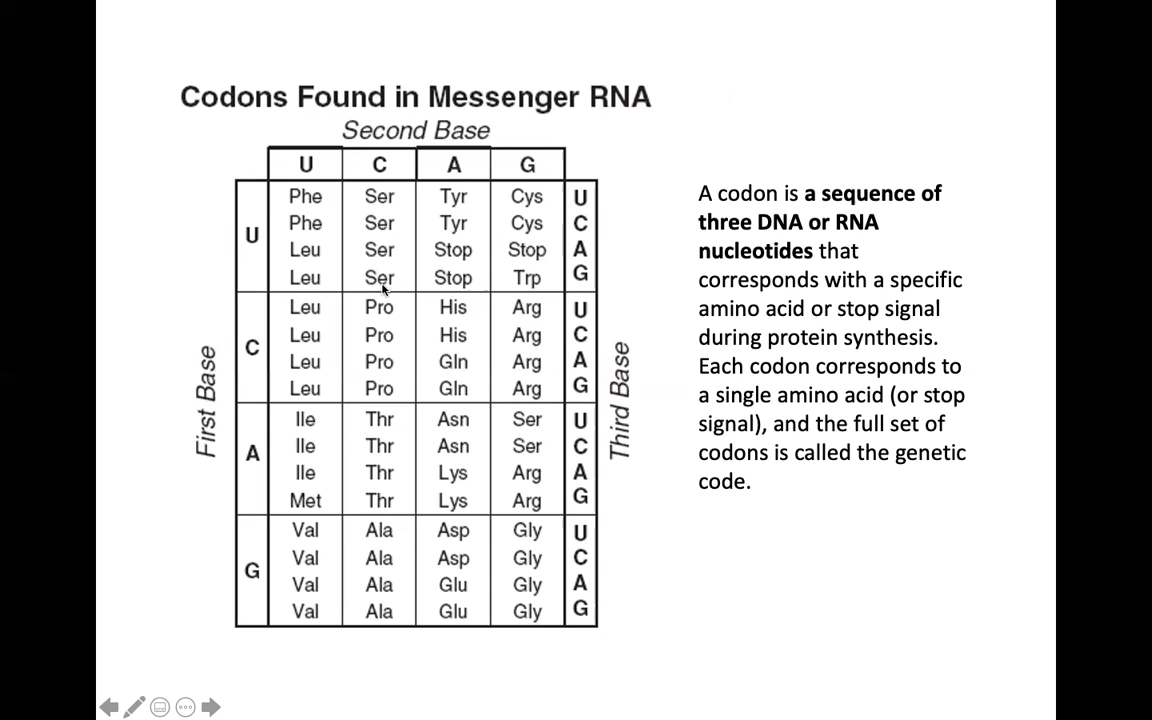 Codons Found in Messenger RNA
Second Base
U C A G
First Base
Third Base
U
Phe Ser Tyr Cys U
Phe Ser Tyr Cys C
Leu Ser Stop Stop A
Leu Ser Stop Trp G
C
Leu Pro His Arg U
Leu Pro His Arg C
Leu Pro Gln Arg A
Leu Pro Gln Arg G
A
Ile Thr Asn Ser U
Ile Thr Asn Ser C
Ile Thr Lys Arg A
Met Thr Lys Arg G
G
Val Ala Asp Gly U
Val Ala Asp Gly C
Val Ala Glu Gly A
Val Ala Glu Gly G
A codon is a sequence of
three DNA or RNA
nucleotides that
corresponds with a specific
amino acid or stop signal
during protein synthesis.
Each codon corresponds to
a single amino acid (or stop
signal), and the full set of
codons is called the genetic
code.